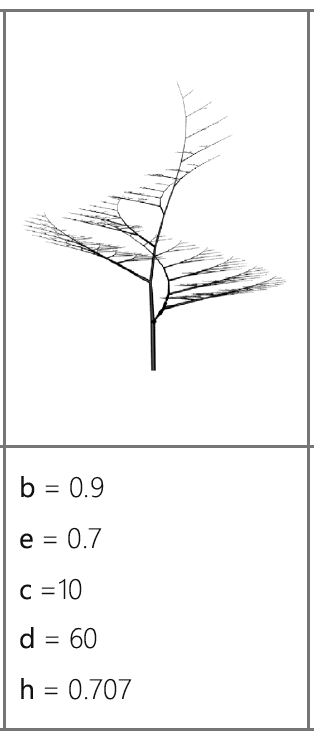 b = 0.9
e = 0.7
c =10
d = 60
h = 0.707